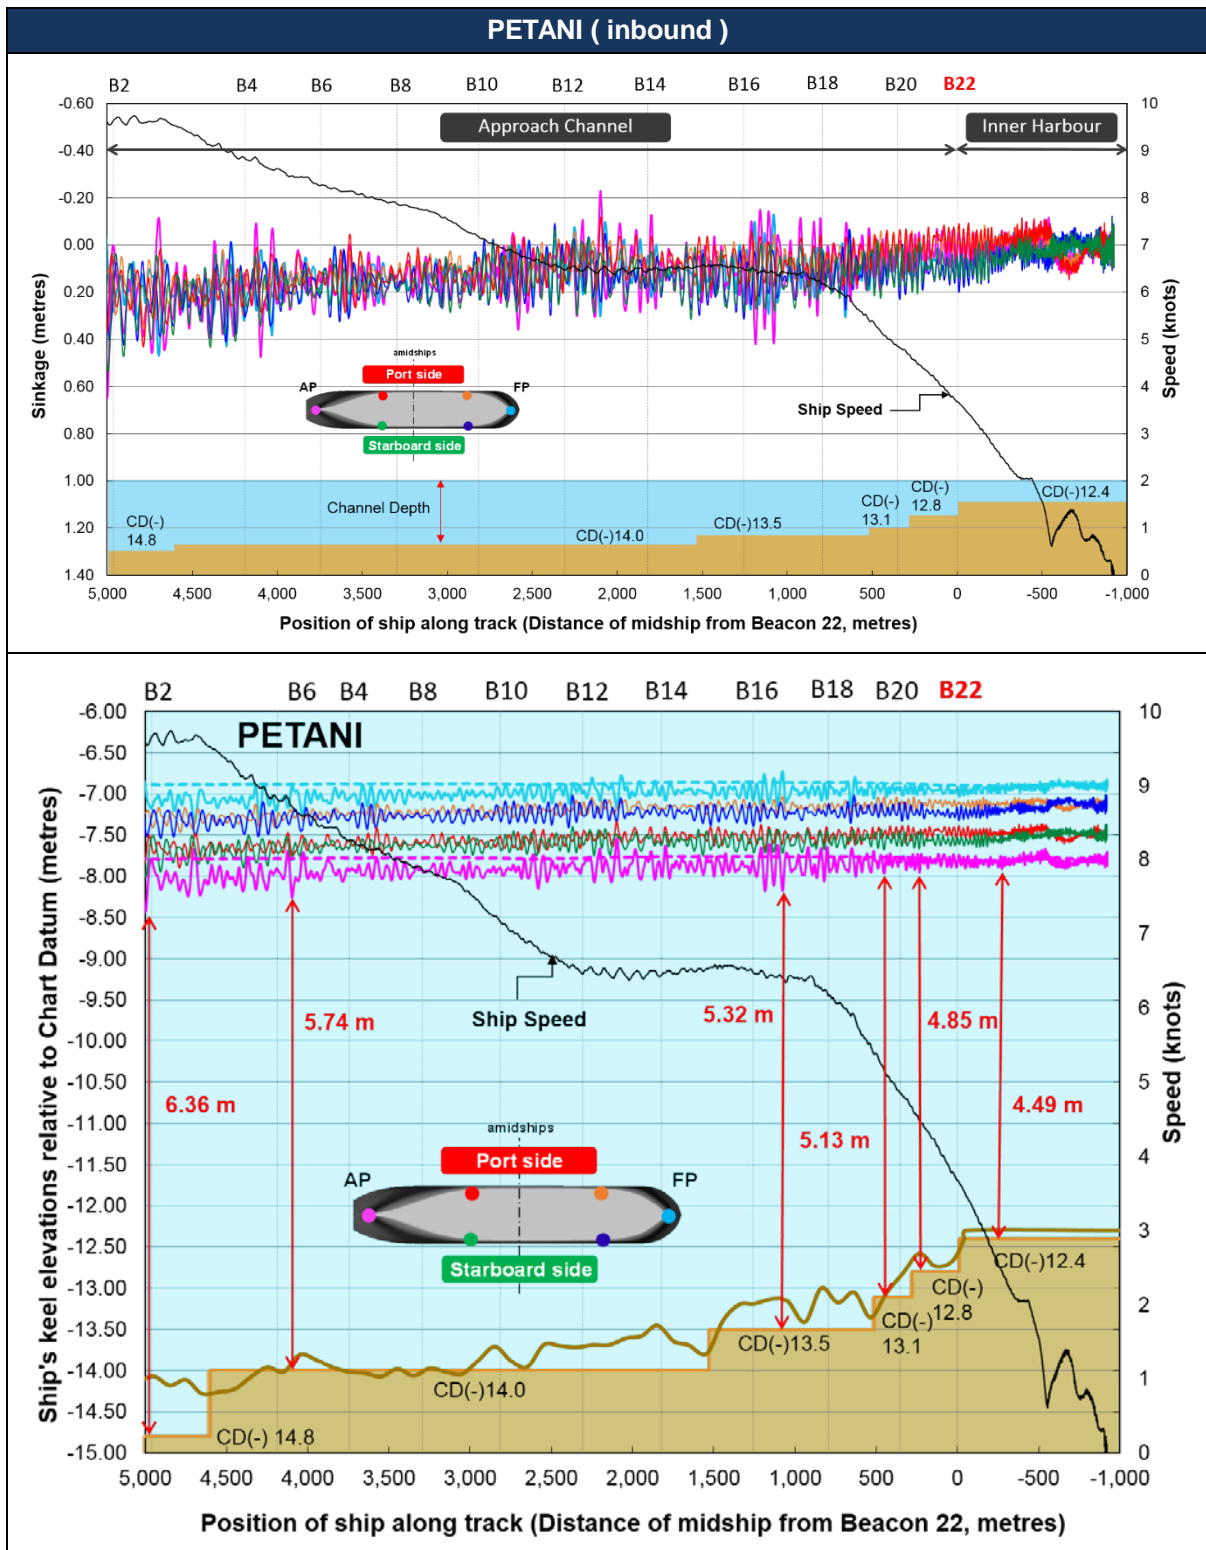 PETANI ( inbound )
B2 B4 B6 B8 B10 B12 B14 B16 B18 B20 B22
-0.60 10
Approach Channel Inner Harbour
-0.40 9
-0.20 8
0.00 7
0.20 6
0.40 5
0.60 4
0.80 3
1.00 2
1.20 1
1.40 0
Sinkage (metres)
Speed (knots)
amidships
Port side
AP FP
Starboard side
Ship Speed
Channel Depth
CD(-)
14.8
CD(-)14.0
CD(-)13.5
CD(-)
13.1
CD(-)
12.8
CD(-)12.4
5,000 4,500 4,000 3,500 3,000 2,500 2,000 1,500 1,000 500 0 -500 -1,000
Position of ship along track (Distance of midship from Beacon 22, metres)
B2 B6 B4 B8 B10 B12 B14 B16 B18 B20 B22
PETANI
-6.00 10
-6.50
-7.00 9
-7.50
-8.00 8
-8.50
-9.00 7
-9.50
-10.00 6
-10.50
-11.00 5
-11.50
-12.00 4
-12.50
-13.00 3
-13.50 2
-14.00 1
-14.50
-15.00 0
Ship's keel elevations relative to Chart Datum (metres)
Speed (knots)
Ship Speed
6.36 m
5.74 m
5.32 m
5.13 m
4.85 m
4.49 m
amidships
Port side
AP FP
Starboard side
CD(-) 14.8
CD(-)14.0
CD(-)13.5
CD(-)
13.1
CD(-)
12.8
CD(-)12.4
5,000 4,500 4,000 3,500 3,000 2,500 2,000 1,500 1,000 500 0 -500 -1,000
Position of ship along track (Distance of midship from Beacon 22, metres)